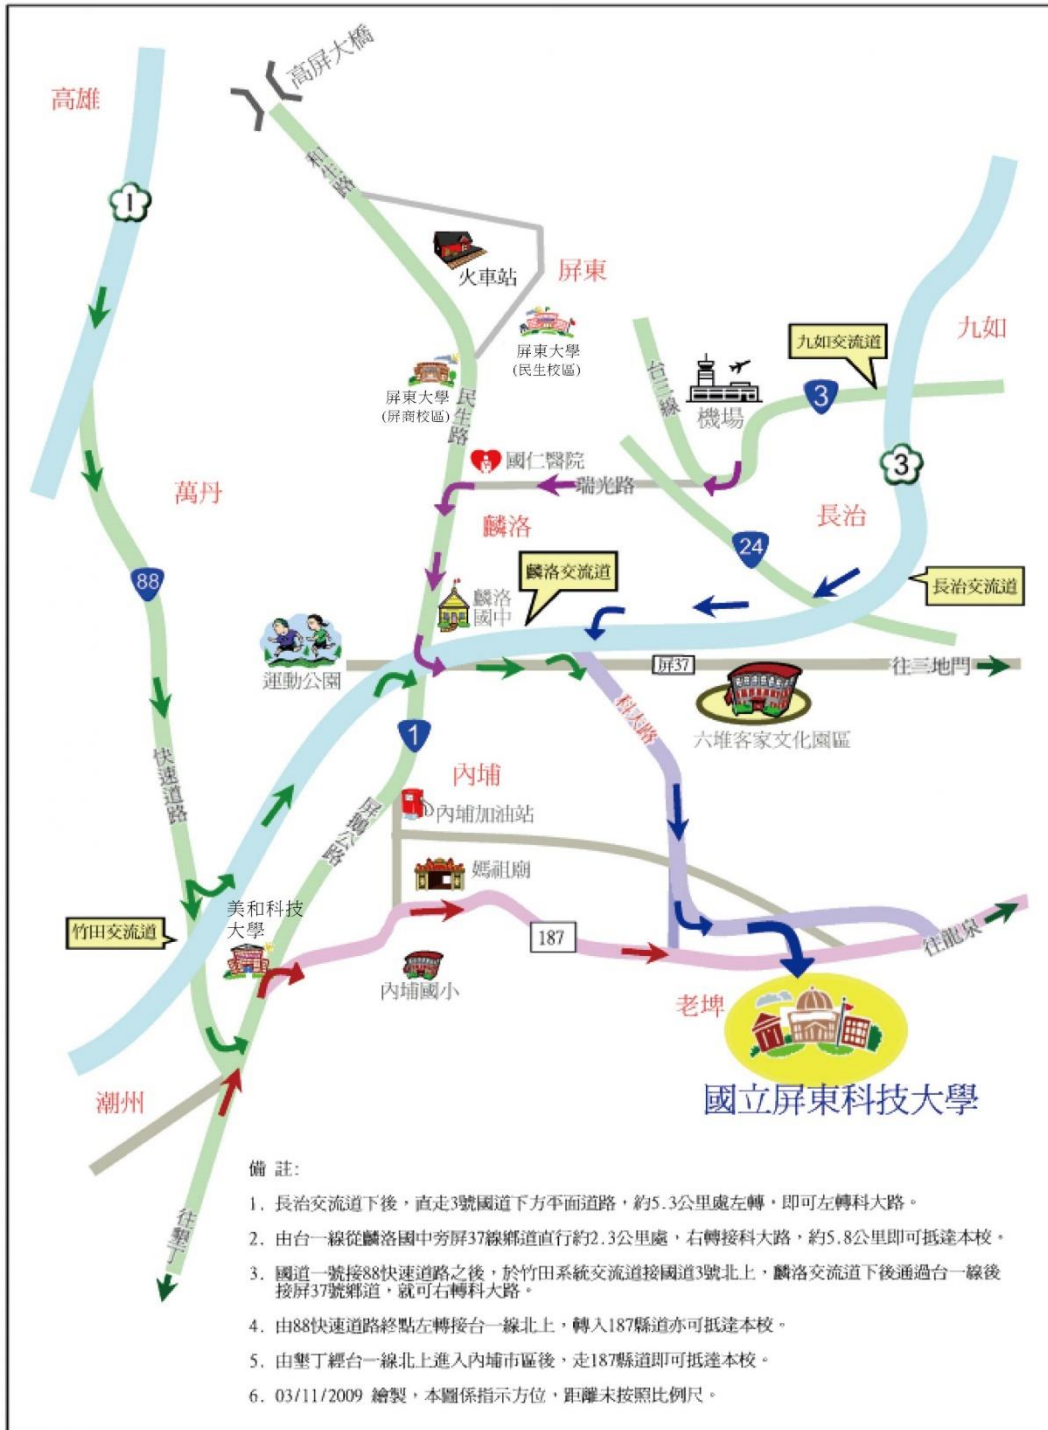 高屏大橋
高雄
1
和生路
火車站
屏東
屏東大學
(民生校區)
九如
九如交流道
屏東大學
(屏商校區)
民生路
台三線
機場
3
3
國仁醫院
瑞光路
萬丹
麟洛
長治
24
88
麟洛交流道
長治交流道
麟洛
國中
運動公園
屏37
往三地門
科大路
六堆客家文化園區
1
快速道路
內埔
屏鵝公路
內埔加油站
媽祖廟
美和科技
大學
竹田交流道
187
往龍泉
內埔國小
老埤
國立屏東科技大學
潮州
往墾丁
備 註:
1. 長治交流道下後，直走3號國道下方平面道路，約5.3公里處左轉，即可左轉科大路。
2. 由台一線從麟洛國中旁屏37線鄉道直行約2.3公里處，右轉接科大路，約5.8公里即可抵達本校。
3. 國道一號接88快速道路之後，於竹田系統交流道接國道3號北上，麟洛交流道下後通過台一線後
接屏37號鄉道，就可右轉科大路。
4. 由88快速道路終點左轉接台一線北上，轉入187縣道亦可抵達本校。
5. 由墾丁經台一線北上進入內埔市區後、走187縣道即可抵達本校。
6. 03/11/2009 繪製，本圖係指示方位，距離未按照比例尺。